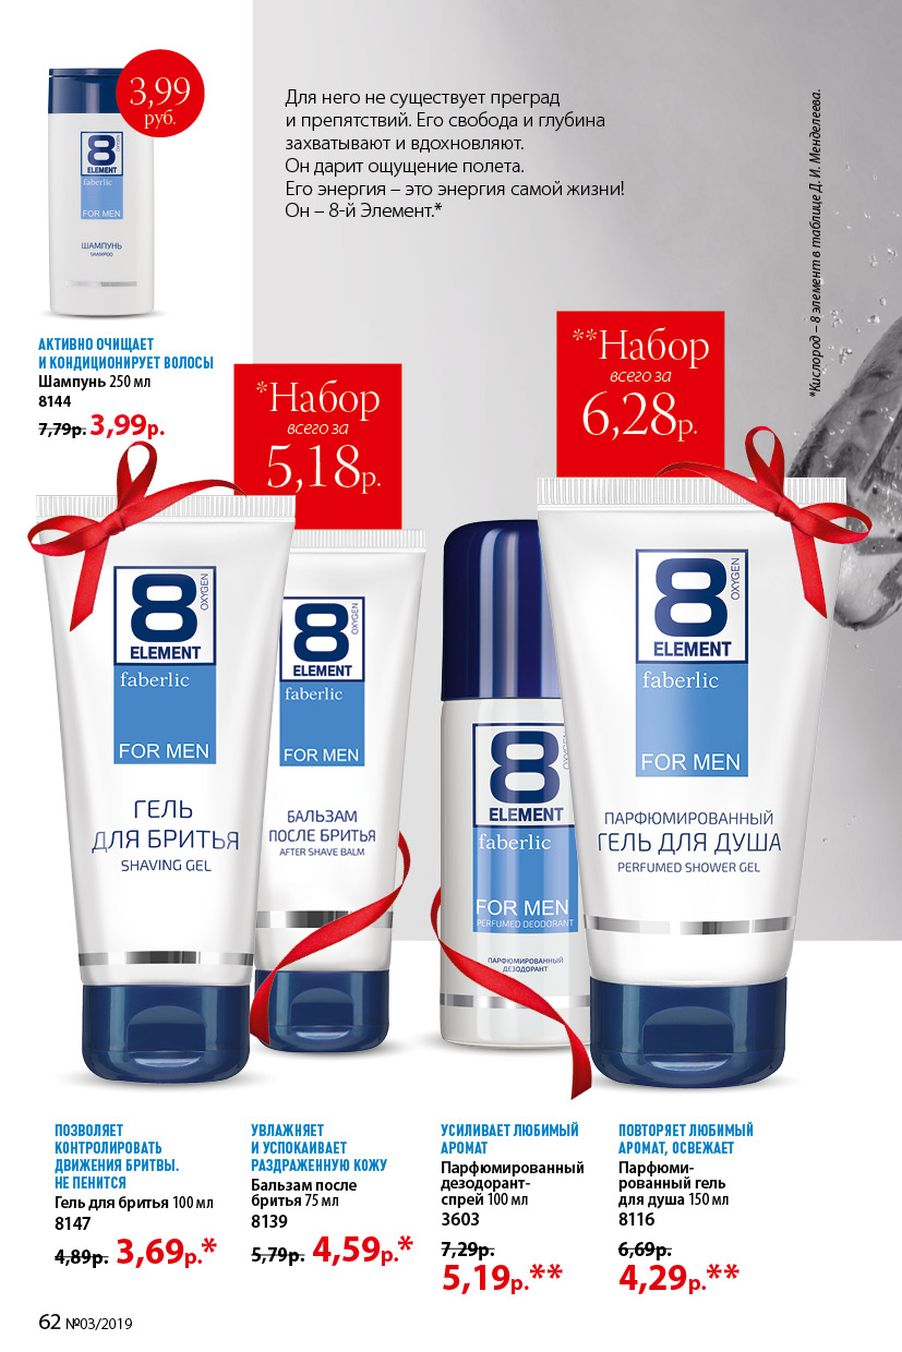 3,99
руб.
8
ELEMENT
faberlic
FOR MEN
ШАМПУНЬ
SHAMPOO
Для него не существует преград
и препятствий. Его свобода и глубина
захватывают и вдохновляют.
Он дарит ощущение полета.
Его энергия – это энергия самой жизни!
Он – 8-й Элемент.*
*Кислород – 8 элемент в таблице Д. И. Менделеева.
АКТИВНО ОЧИЩАЕТ
И КОНДИЦИОНИРУЕТ ВОЛОСЫ
Шампунь 250 мл
8144
7,79р. 3,99р.
*Набор
всего за
5,18р.
**Набор
всего за
6,28р.
8
OXYGEN
ELEMENT
faberlic
FOR MEN
ГЕЛЬ
ДЛЯ БРИТЬЯ
SHAVING GEL
8
OXYGEN
ELEMENT
faberlic
FOR MEN
БАЛЬЗАМ
ПОСЛЕ БРИТЬЯ
AFTER SHAVE BALM
8
OXYGEN
ELEMENT
faberlic
FOR MEN
PERFUMED DEODORANT
ПАРФЮМИРОВАННЫЙ
ДЕЗОДОРАНТ
8
OXYGEN
ELEMENT
faberlic
FOR MEN
ПАРФЮМИРОВАННЫЙ
ГЕЛЬ ДЛЯ ДУША
PERFUMED SHOWER GEL
ПОЗВОЛЯЕТ
КОНТРОЛИРОВАТЬ
ДВИЖЕНИЯ БРИТВЫ.
НЕ ПЕНИТСЯ
Гель для бритья 100 мл
8147
4,89р. 3,69р.*
УВЛАЖНЯЕТ
И УСПОКАИВАЕТ
РАЗДРАЖЕННУЮ КОЖУ
Бальзам после
бритья 75 мл
8139
5,79р. 4,59р.*
УСИЛИВАЕТ ЛЮБИМЫЙ
АРОМАТ
Парфюмированный
дезодорант-
спрей 100 мл
3603
7,29р.
5,19р.**
ПОВТОРЯЕТ ЛЮБИМЫЙ
АРОМАТ, ОСВЕЖАЕТ
Парфюми-
рованный гель
для душа 150 мл
8116
6,69р.
4,29р.**
62 №03/2019